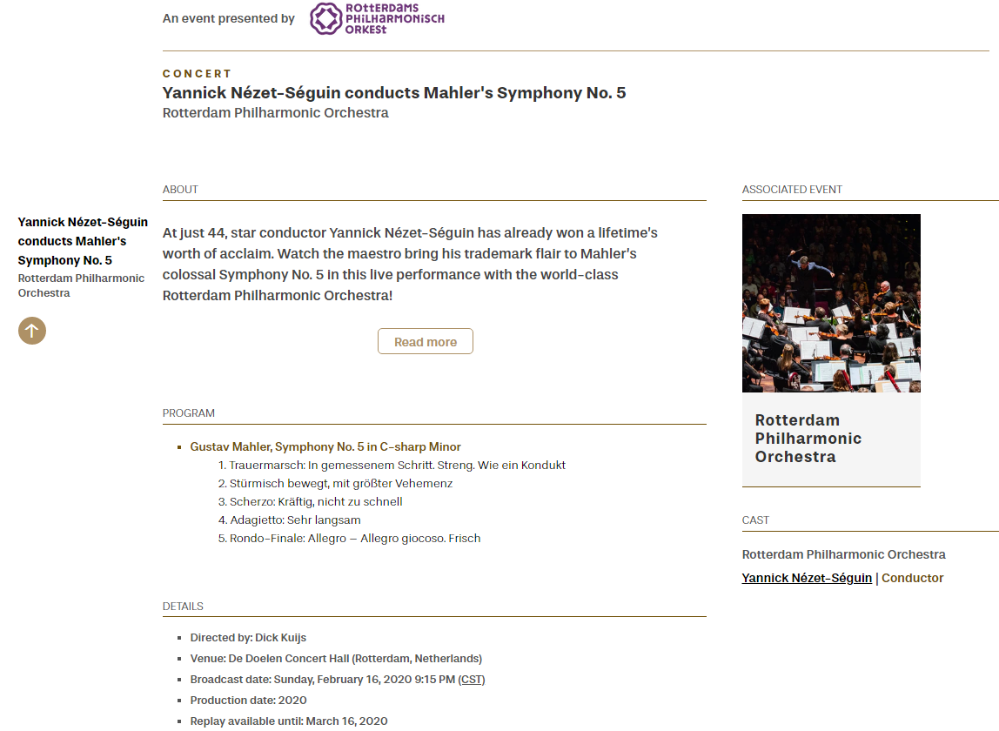 An event presented by
ROttERDAMS
PHiLHARMONiSCH
ORKESt
CONCERT
Yannick Nézet-Séguin conducts Mahler's Symphony No. 5
Rotterdam Philharmonic Orchestra
Yannick Nézet-Séguin
conducts Mahler's
Symphony No. 5
Rotterdam Philharmonic
Orchestra
ABOUT
At just 44, star conductor Yannick Nézet-Séguin has already won a lifetime's
worth of acclaim. Watch the maestro bring his trademark flair to Mahler's
colossal Symphony No. 5 in this live performance with the world-class
Rotterdam Philharmonic Orchestra!
Read more
PROGRAM
Gustav Mahler, Symphony No. 5 in C-sharp Minor
1. Trauermarsch: In gemessenem Schritt. Streng. Wie ein Kondukt
2. Stürmisch bewegt, mit größter Vehemenz
3. Scherzo: Kräftig, nicht zu schnell
4. Adagietto: Sehr langsam
5. Rondo-Finale: Allegro – Allegro giocoso. Frisch
DETAILS
Directed by: Dick Kuijs
Venue: De Doelen Concert Hall (Rotterdam, Netherlands)
Broadcast date: Sunday, February 16, 2020 9:15 PM (CST)
Production date: 2020
Replay available until: March 16, 2020
ASSOCIATED EVENT
Rotterdam
Philharmonic
Orchestra
CAST
Rotterdam Philharmonic Orchestra
Yannick Nézet-Séguin | Conductor